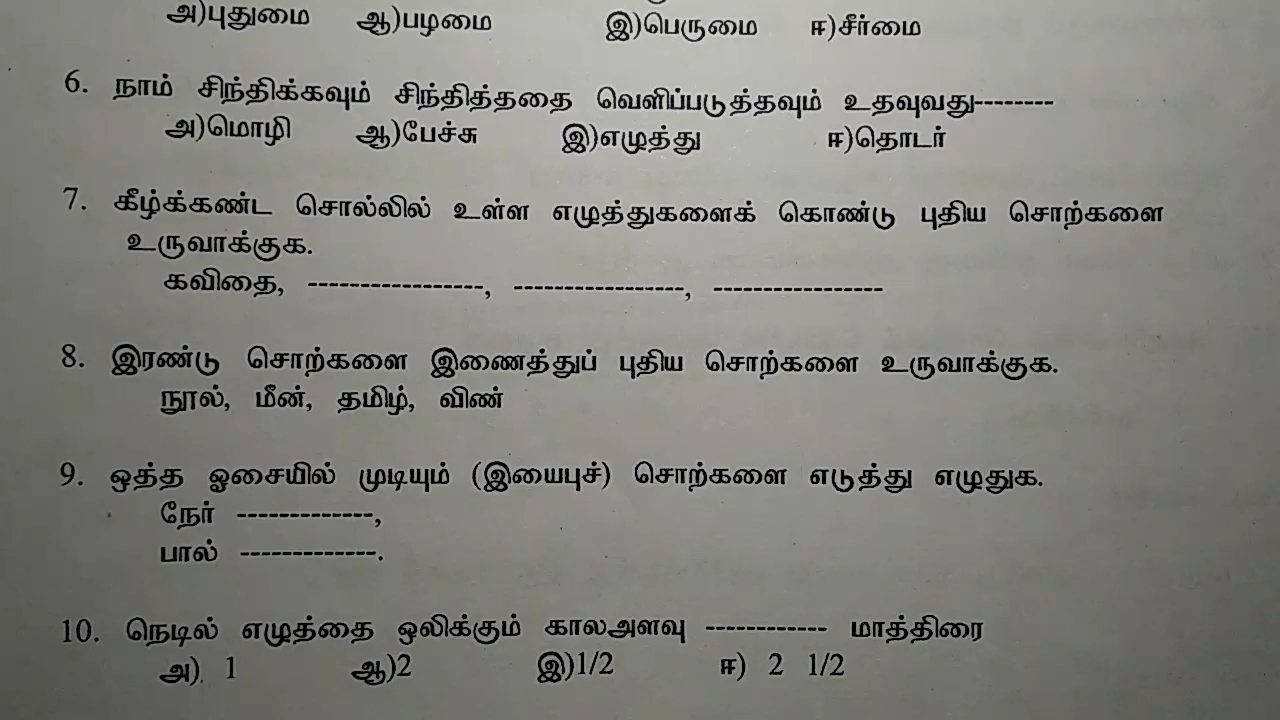 அ)புதுமை ஆ)பழமை இ)பெருமை ஈ)சீர்மை
6. நாம் சிந்திக்கவும் சிந்தித்ததை வெளிப்படுத்தவும் உதவுவது--------
அ)மொழி ஆ)பேச்சு இ)எழுத்து ஈ)தொடர்
7. கீழ்க்கண்ட சொல்லில் உள்ள எழுத்துகளைக் கொண்டு புதிய சொற்களை
உருவாக்குக.
கவிதை, -----------------, -----------------, -----------------
8. இரண்டு சொற்களை இணைத்துப் புதிய சொற்களை உருவாக்குக.
நூல், மீன், தமிழ், விண்
9. ஒத்த ஓசையில் முடியும் (இயைபுச்) சொற்களை எடுத்து எழுதுக.
நேர் -------------,
பால் -------------.
10. நெடில் எழுத்தை ஒலிக்கும் காலஅளவு ------------ மாத்திரை
அ). 1 ஆ)2 இ)1/2 ஈ) 2 1/2